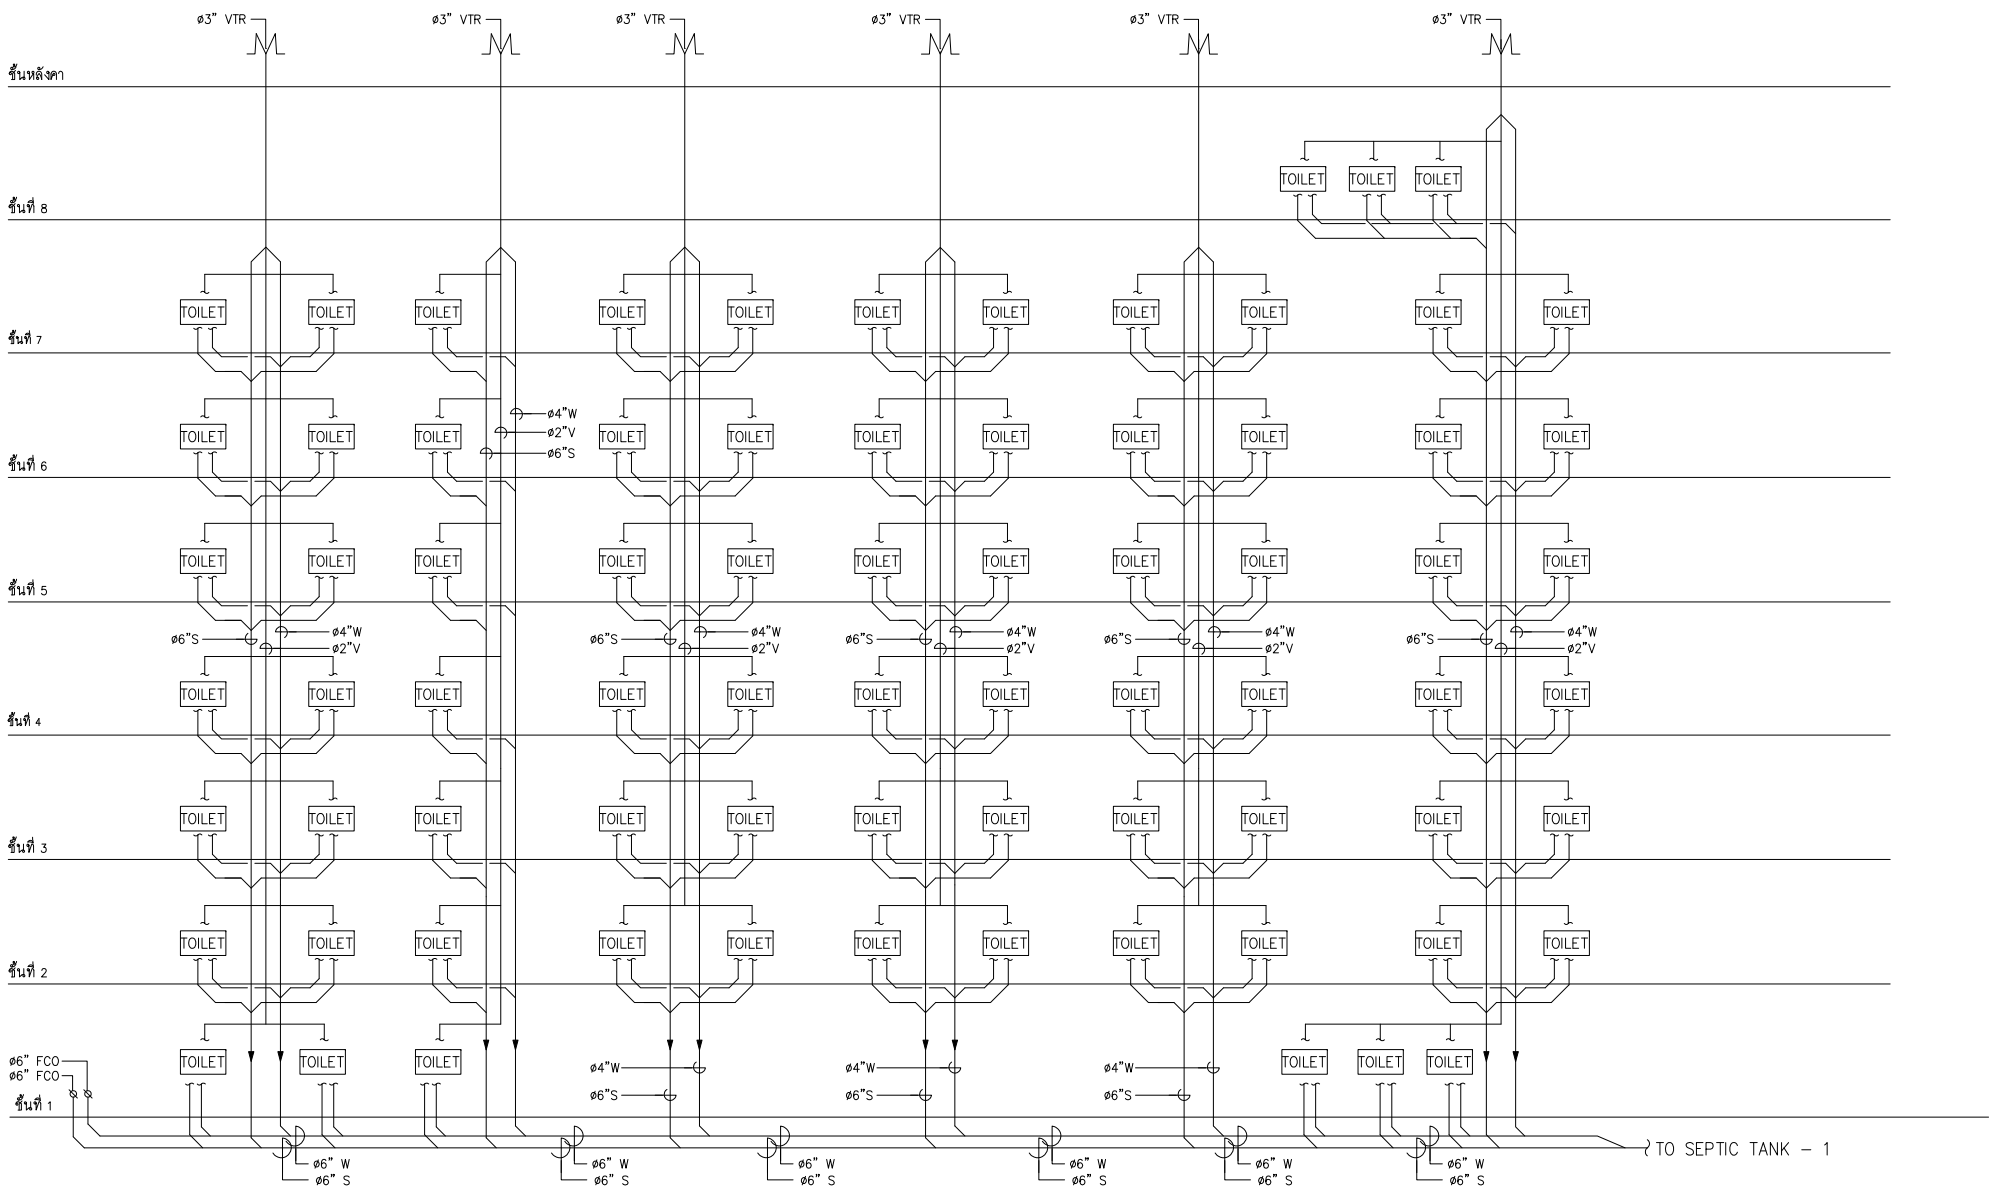 ø3" VTR ø3" VTR ø3" VTR ø3" VTR ø3" VTR ø3" VTR
ชั้นหลังคา
TOILET TOILET TOILET
ชั้นที่ 8
TOILET TOILET TOILET TOILET TOILET TOILET TOILET TOILET TOILET TOILET TOILET
ชั้นที่ 7
ø4"W
TOILET TOILET TOILET TOILET TOILET TOILET TOILET TOILET TOILET TOILET TOILET
ø2"V
ø6"S
ชั้นที่ 6
TOILET TOILET TOILET TOILET TOILET TOILET TOILET TOILET TOILET TOILET TOILET
ชั้นที่ 5
ø6"S ø4"W ø6"S ø4"W ø6"S ø4"W ø6"S ø4"W ø6"S ø4"W
ø2"V ø2"V ø2"V ø2"V ø2"V
TOILET TOILET TOILET TOILET TOILET TOILET TOILET TOILET TOILET TOILET TOILET
ชั้นที่ 4
TOILET TOILET TOILET TOILET TOILET TOILET TOILET TOILET TOILET TOILET TOILET
ชั้นที่ 3
TOILET TOILET TOILET TOILET TOILET TOILET TOILET TOILET TOILET TOILET TOILET
ชั้นที่ 2
ø6" FCO TOILET TOILET TOILET TOILET TOILET TOILET
ø4"W ø4"W ø4"W
ø6" FCO
ø6"S ø6"S ø6"S
ชั้นที่ 1
TO SEPTIC TANK - 1
ø6" W ø6" W ø6" W ø6" W ø6" W ø6" W
ø6" S ø6" S ø6" S ø6" S ø6" S ø6" S